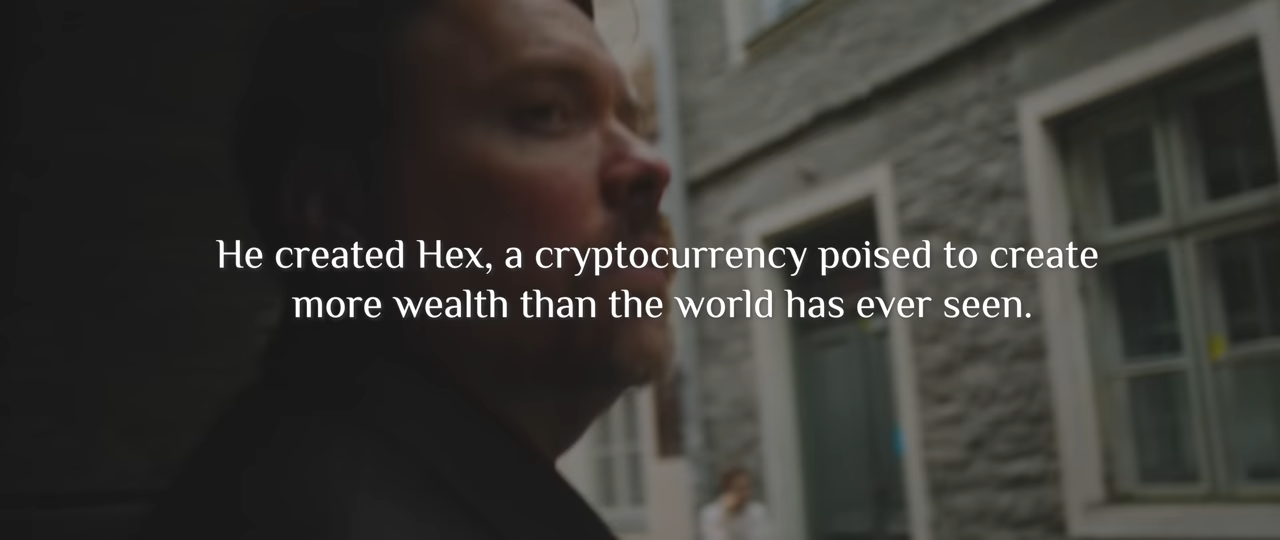 He created Hex, a cryptocurrency poised to create
more wealth than the world has ever seen.